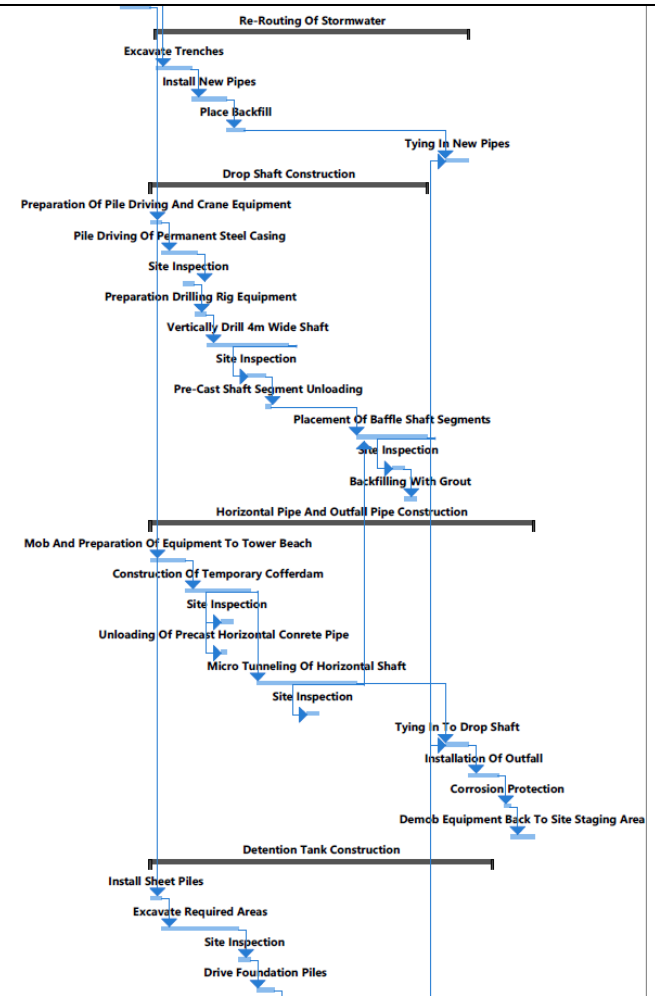 Re-Routing Of Stormwater
Excavate Trenches
Install New Pipes
Place Backfill
Tying In New Pipes
Drop Shaft Construction
Preparation Of Pile Driving And Crane Equipment
Pile Driving Of Permanent Steel Casing
Site Inspection
Preparation Drilling Rig Equipment
Vertically Drill 4m Wide Shaft
Site Inspection
Pre-Cast Shaft Segment Unloading
Placement Of Baffle Shaft Segments
Site Inspection
Backfilling With Grout
Horizontal Pipe And Outfall Pipe Construction
Mob And Preparation Of Equipment To Tower Beach
Construction Of Temporary Cofferdam
Site Inspection
Unloading Of Precast Horizontal Conrete Pipe
Micro Tunneling Of Horizontal Shaft
Site Inspection
Tying In To Drop Shaft
Installation Of Outfall
Corrosion Protection
Demob Equipment Back To Site Staging Area
Detention Tank Construction
Install Sheet Piles
Excavate Required Areas
Site Inspection
Drive Foundation Piles